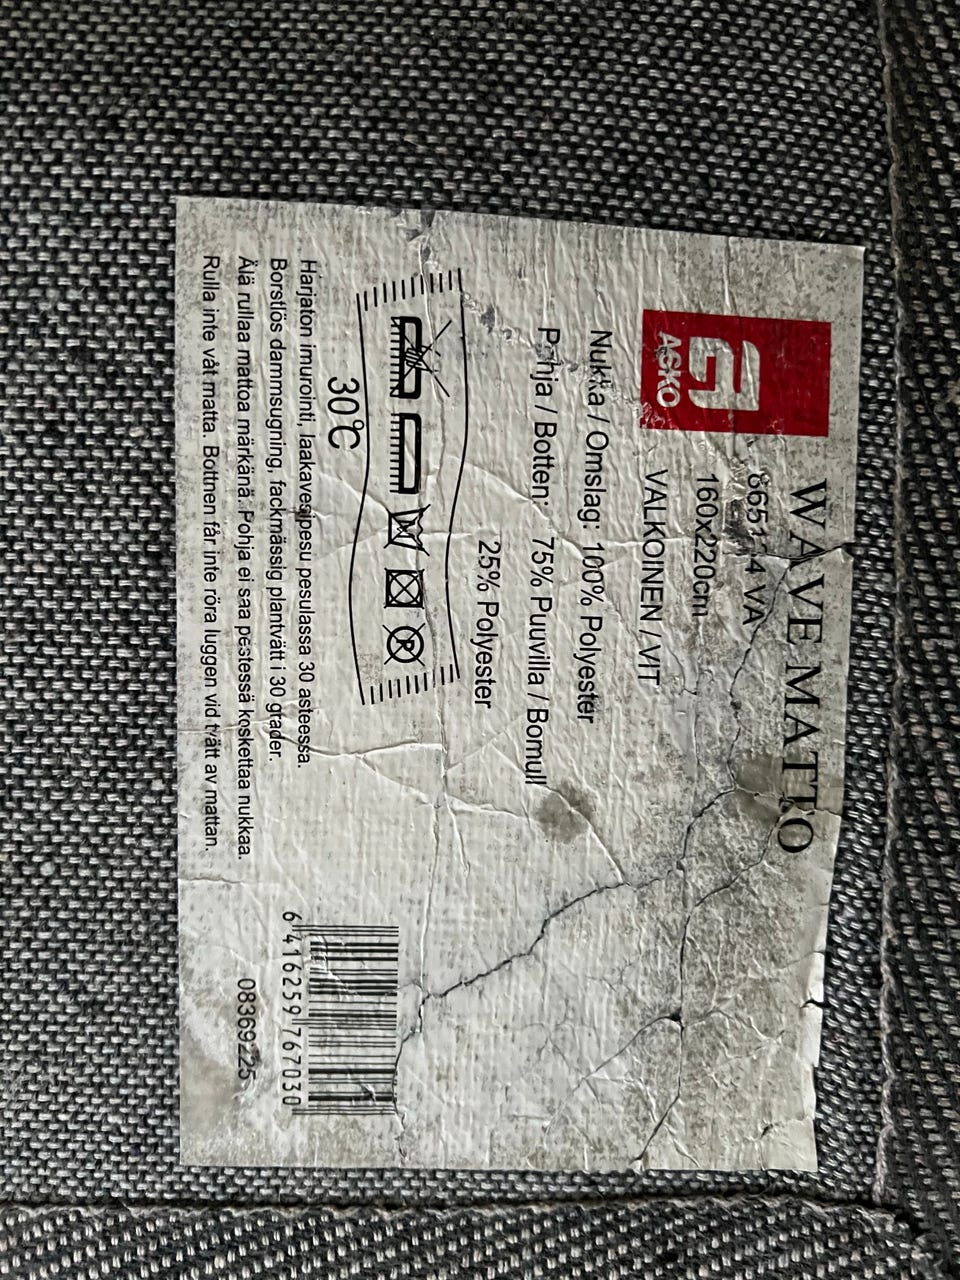 ASKO
WAVE MATTO
160x220cm
VALKOINEN / VIT
Nukka / Omslag: 100% Polyester
Pohja / Botten: 75% Puuvilla / Bomull
25% Polyester
30°C
Harjaton imurointi, laakavesipesu pesulassa 30 asteessa.
Borstlös dammsugning, fackmässig plantvätt i 30 grader.
Älä rullaa mattoa märkänä. Pohja ei saa pestessä koskettaa nukkaa.
Rulla inte våt matta. Bottnen får inte röra luggen vid tvätt av mattan.
6 416259 767030
08369225